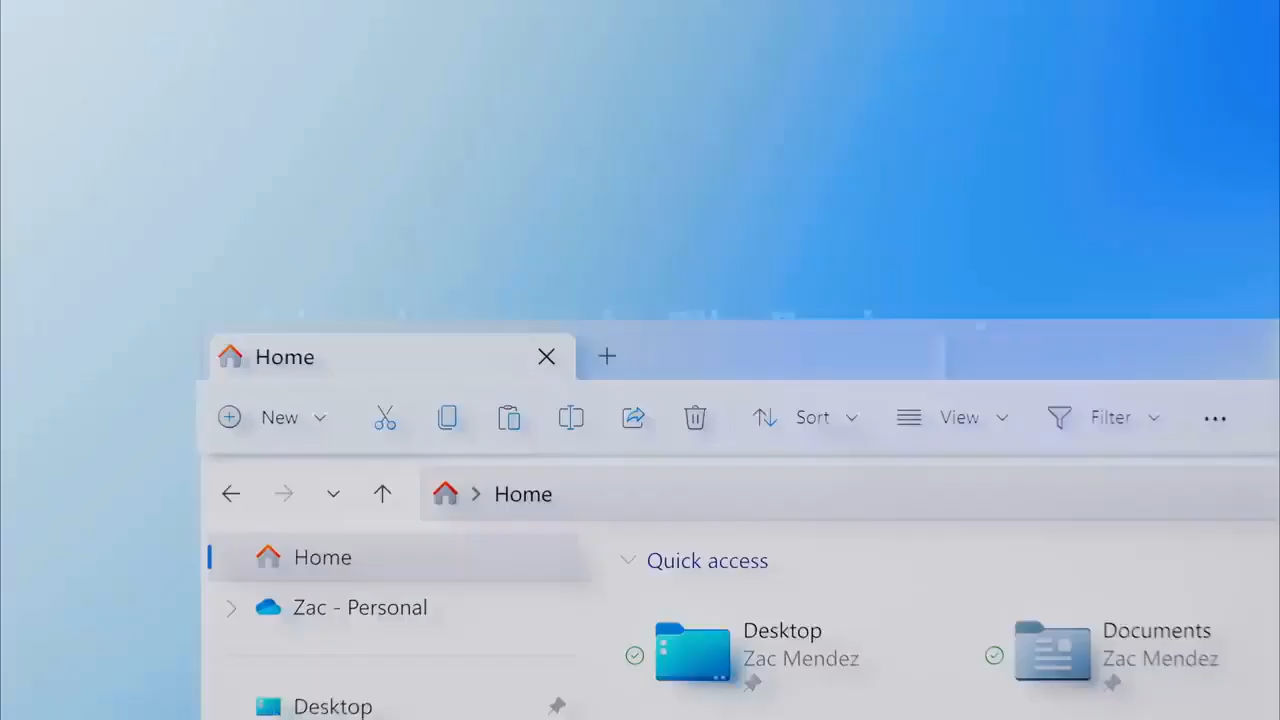 Home
New
Sort
View
Filter
Home
Home
Quick access
Zac - Personal
Desktop
Zac Mendez
Documents
Zac Mendez
Desktop